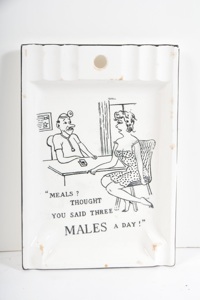 "MEALS?
THOUGHT
YOU SAID THREE
MALES A DAY!"